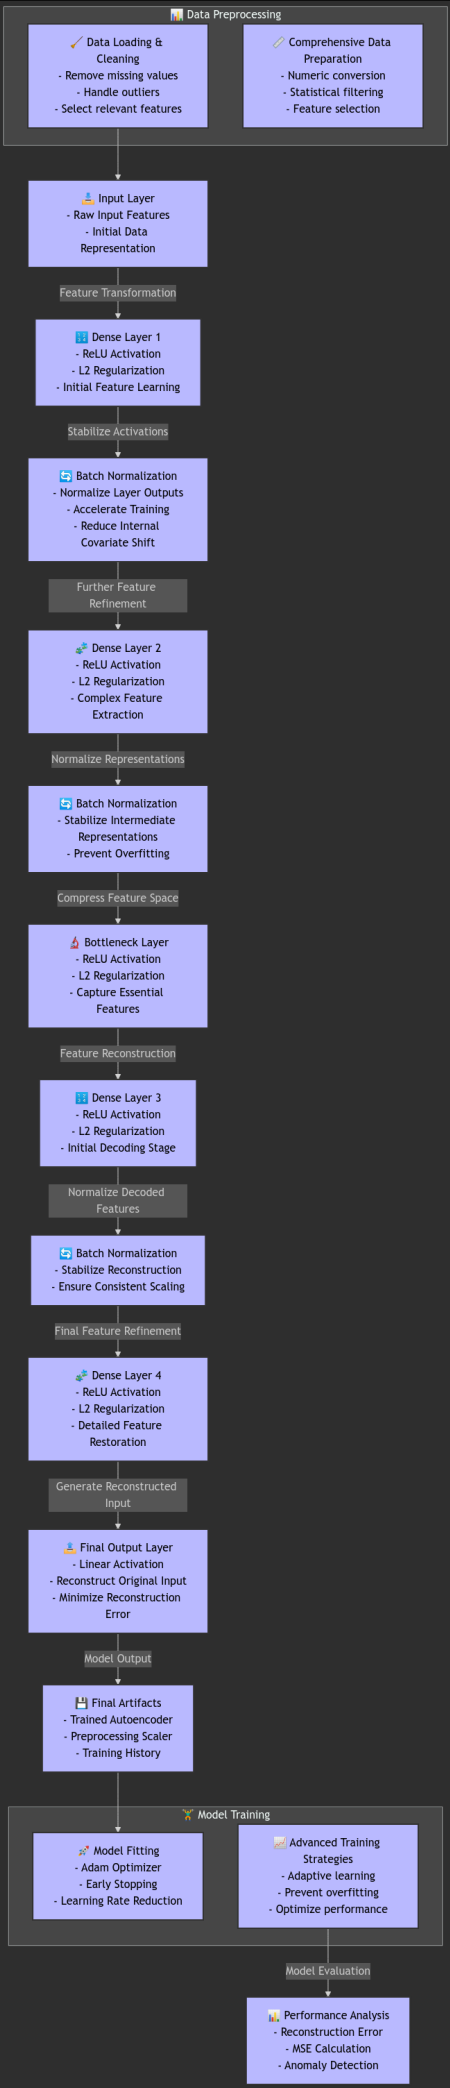 📊 Data Preprocessing
🧹 Data Loading &
Cleaning
- Remove missing values
- Handle outliers
- Select relevant features
📏 Comprehensive Data
Preparation
- Numeric conversion
- Statistical filtering
- Feature selection
📥 Input Layer
- Raw Input Features
- Initial Data
Representation
Feature Transformation
🔢 Dense Layer 1
- ReLU Activation
- L2 Regularization
- Initial Feature Learning
Stabilize Activations
🔄 Batch Normalization
- Normalize Layer Outputs
- Accelerate Training
- Reduce Internal
Covariate Shift
Further Feature
Refinement
🧩 Dense Layer 2
- ReLU Activation
- L2 Regularization
- Complex Feature
Extraction
Normalize Representations
🔄 Batch Normalization
- Stabilize Intermediate
Representations
- Prevent Overfitting
Compress Feature Space
🔬 Bottleneck Layer
- ReLU Activation
- L2 Regularization
- Capture Essential
Features
Feature Reconstruction
🔢 Dense Layer 3
- ReLU Activation
- L2 Regularization
- Initial Decoding Stage
Normalize Decoded
Features
🔄 Batch Normalization
- Stabilize Reconstruction
- Ensure Consistent Scaling
Final Feature Refinement
🧩 Dense Layer 4
- ReLU Activation
- L2 Regularization
- Detailed Feature
Restoration
Generate Reconstructed
Input
📤 Final Output Layer
- Linear Activation
- Reconstruct Original Input
- Minimize Reconstruction
Error
Model Output
💾 Final Artifacts
- Trained Autoencoder
- Preprocessing Scaler
- Training History
🏋️ Model Training
🚀 Model Fitting
- Adam Optimizer
- Early Stopping
- Learning Rate Reduction
📈 Advanced Training
Strategies
- Adaptive learning
- Prevent overfitting
- Optimize performance
Model Evaluation
📊 Performance Analysis
- Reconstruction Error
- MSE Calculation
- Anomaly Detection